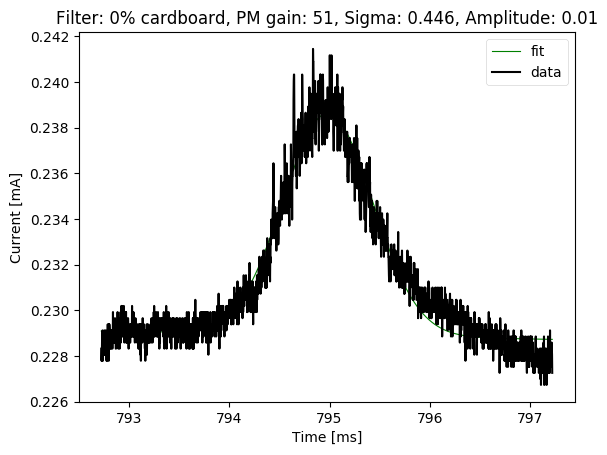 Filter: 0% cardboard, PM gain: 51, Sigma: 0.446, Amplitude: 0.01
fit
data
0.242
0.240
0.238
0.236
0.234
0.232
0.230
0.228
0.226
Current [mA]
793 794 795 796 797
Time [ms]